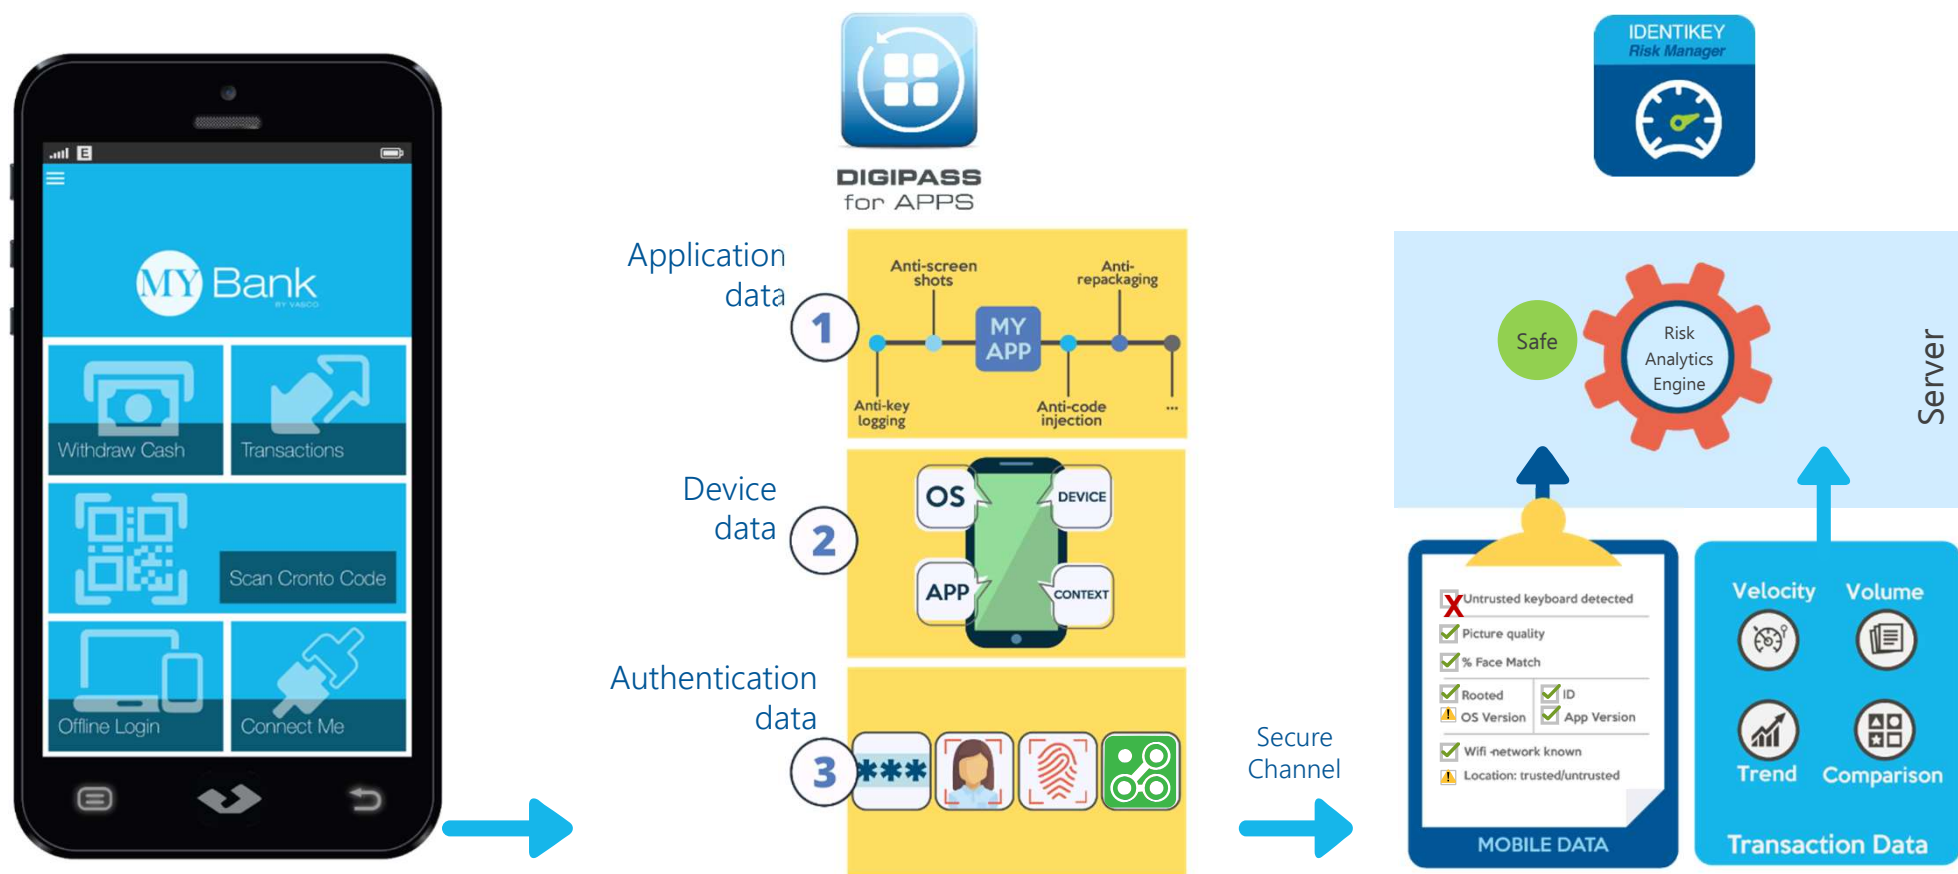 E
MY Bank
BY VASCO
Withdraw Cash
Transactions
Scan Cronto Code
Offline Login
Connect Me
DIGIPASS
for APPS
Application
data
1
Anti-screen
shots
Anti-
repackaging
MY
APP
Anti-key
logging
Anti-code
injection
...
Device
data
2
OS
DEVICE
APP
CONTEXT
Authentication
data
3
***
Secure
Channel
IDENTIKEY
Risk Manager
Safe
Risk
Analytics
Engine
Server
X Untrusted keyboard detected
Picture quality
% Face Match
Rooted
ID
OS Version
App Version
Wifi -network known
Location: trusted/untrusted
MOBILE DATA
Velocity
Volume
Trend
Comparison
Transaction Data